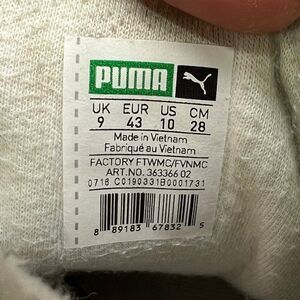 PUMA
UK EUR US CM
9 43 10 28
Made in Vietnam
Fabriqué au Vietnam
FACTORY FTWMC/FVNMC
ART.NO. 363366 02
0716 C0190331B0001731
8 89183 67832 5